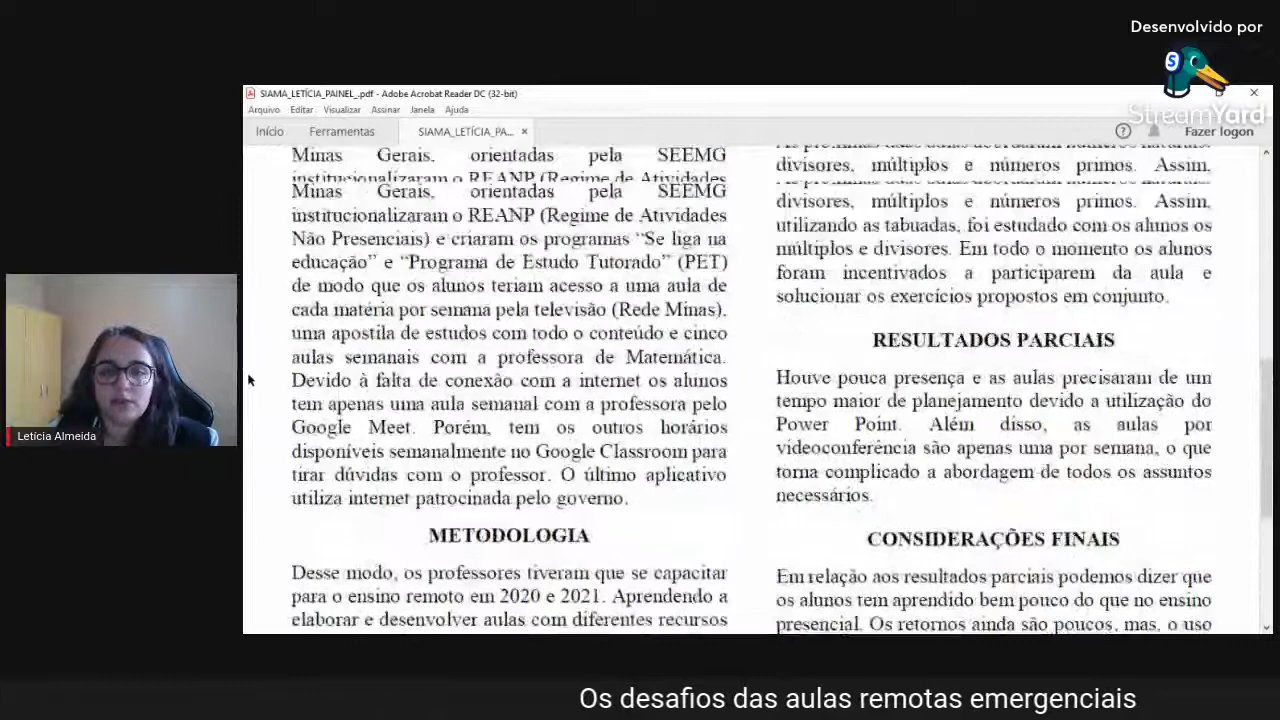 Desenvolvido por
StreamYard
SIAMA_LETÍCIA_PAINEL_.pdf - Adobe Acrobat Reader DC (32-bit)
Arquivo Editar Visualizar Assinar Janela Ajuda
Início Ferramentas SIAMA_LETÍCIA_PA... Fazer logon
Minas Gerais, orientadas pela SEEMG
institucionalizaram o REANP (Regime de Atividades
Minas Gerais, orientadas pela SEEMG
institucionalizaram o REANP (Regime de Atividades
Não Presenciais) e criaram os programas “Se liga na
educação” e “Programa de Estudo Tutorado” (PET)
de modo que os alunos teriam acesso a uma aula de
cada matéria por semana pela televisão (Rede Minas),
uma apostila de estudos com todo o conteúdo e cinco
aulas semanais com a professora de Matemática.
Devido à falta de conexão com a internet os alunos
tem apenas uma aula semanal com a professora pelo
Google Meet. Porém, tem os outros horários
disponíveis semanalmente no Google Classroom para
tirar dúvidas com o professor. O último aplicativo
utiliza internet patrocinada pelo governo.
METODOLOGIA
Desse modo, os professores tiveram que se capacitar
para o ensino remoto em 2020 e 2021. Aprendendo a
elaborar e desenvolver aulas com diferentes recursos
divisores, múltiplos e números primos. Assim,
divisores, múltiplos e números primos. Assim,
utilizando as tabuadas, foi estudado com os alunos os
múltiplos e divisores. Em todo o momento os alunos
foram incentivados a participarem da aula e
solucionar os exercícios propostos em conjunto.
RESULTADOS PARCIAIS
Houve pouca presença e as aulas precisaram de um
tempo maior de planejamento devido a utilização do
Power Point. Além disso, as aulas por
videoconferência são apenas uma por semana, o que
torna complicado a abordagem de todos os assuntos
necessários.
CONSIDERAÇÕES FINAIS
Em relação aos resultados parciais podemos dizer que
os alunos tem aprendido bem pouco do que no ensino
presencial. Os retornos ainda são poucos, mas, o uso
Letícia Almeida
Os desafios das aulas remotas emergenciais